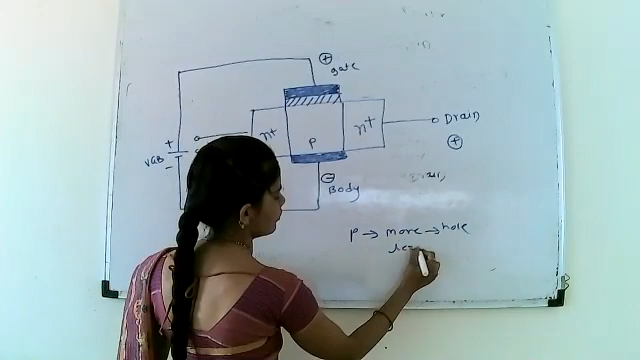 +
gate
n+
p
n+
Drain
+
+
VGB
-
-
Body
p → more → hole